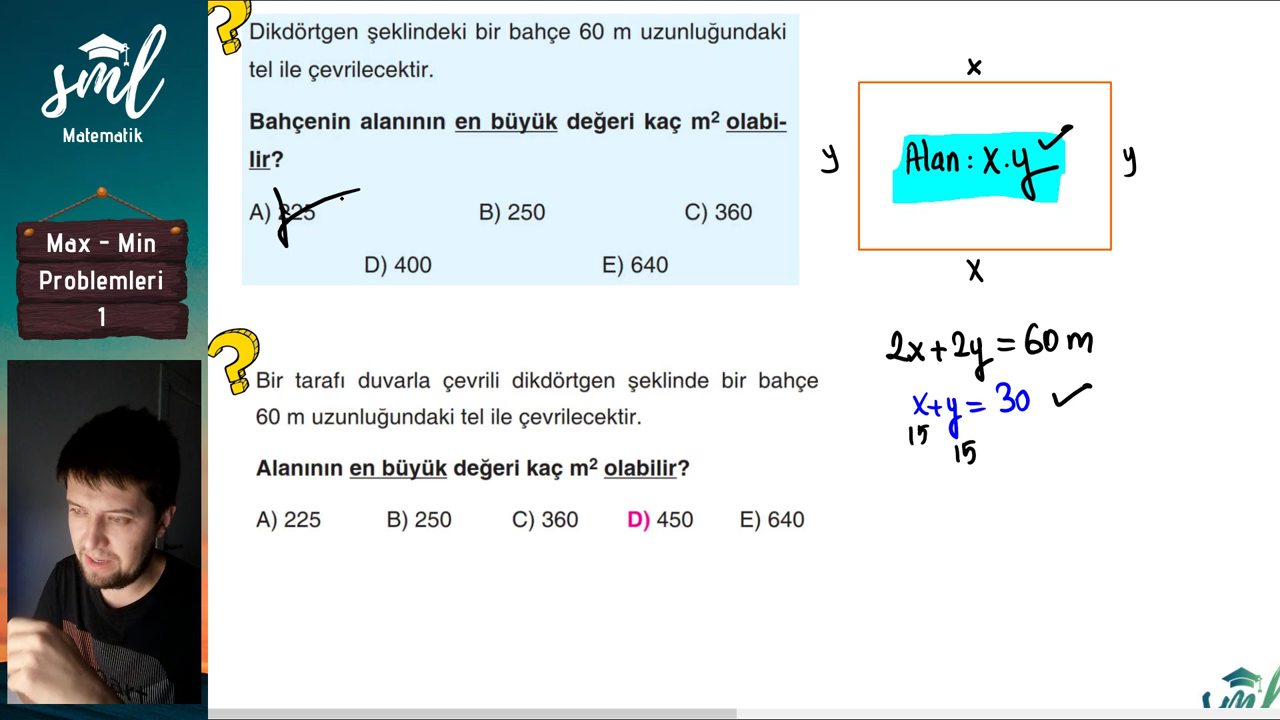 sml
Matematik
Max - Min
Problemleri
1
?
Dikdörtgen şeklindeki bir bahçe 60 m uzunluğundaki
tel ile çevrilecektir.
Bahçenin alanının en büyük değeri kaç m² olabi-
lir?
A) 225 B) 250 C) 360
D) 400 E) 640
x
y Alan : x.y y
x
2x+2y = 60 m
x+y = 30
15
15
?
Bir tarafı duvarla çevrili dikdörtgen şeklinde bir bahçe
60 m uzunluğundaki tel ile çevrilecektir.
Alanının en büyük değeri kaç m² olabilir?
A) 225 B) 250 C) 360 D) 450 E) 640